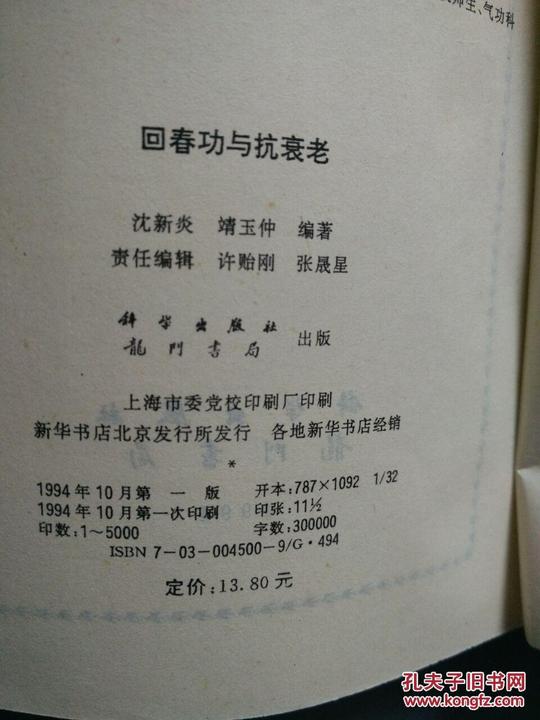 师生、气功科
回春功与抗衰老
沈新炎 靖玉仲 编著
责任编辑 许贻刚 张晟星
科学出版社
龍門書局 出版
上海市委党校印刷厂印刷
新华书店北京发行所发行 各地新华书店经销
*
1994年10月第一版 开本:787×1092 1/32
1994年10月第一次印刷 印张:11½
印数:1~5000 字数:300000
ISBN 7-03-004500-9/G·494
定价:13.80元
孔夫子旧书网
kongfz.com